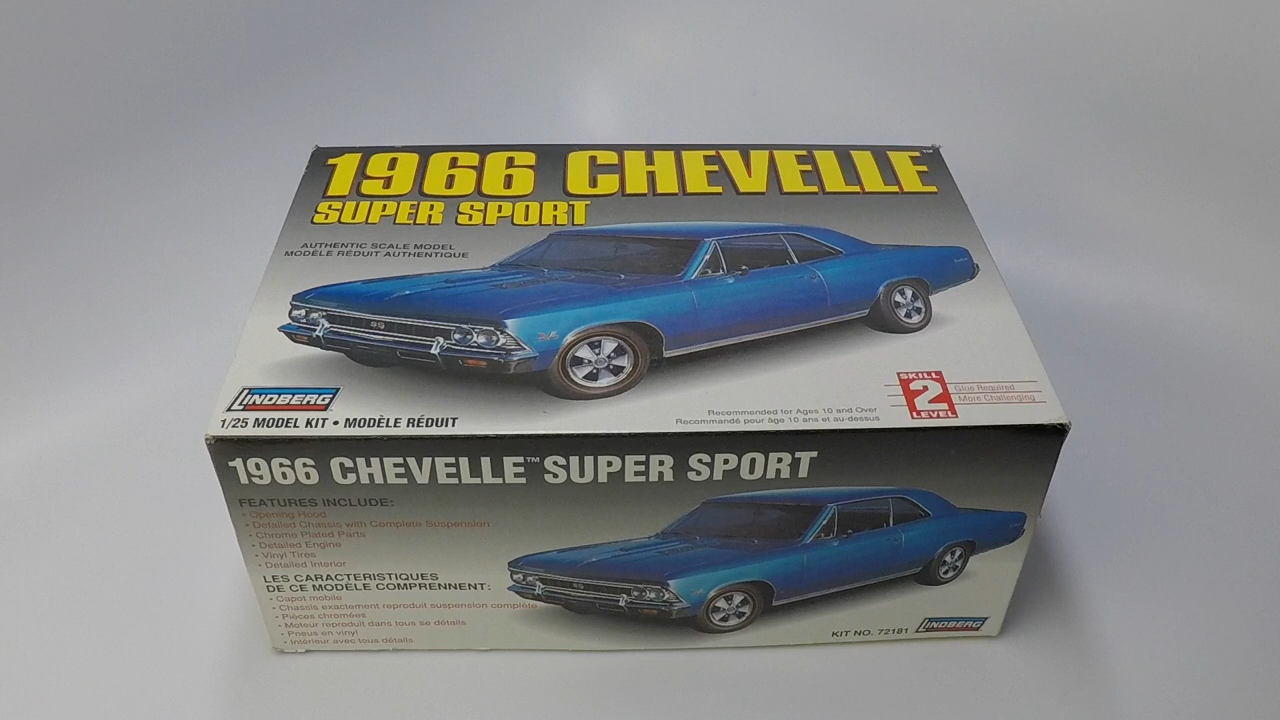 1966 CHEVELLE™
SUPER SPORT
AUTHENTIC SCALE MODEL
MODÈLE RÉDUIT AUTHENTIQUE
SS
LINDBERG
1/25 MODEL KIT • MODÈLE RÉDUIT
Recommended for Ages 10 and Over
Recommandé pour âge 10 ans et au-dessus
SKILL
2
LEVEL
Glue Required
More Challenging
1966 CHEVELLE™ SUPER SPORT
FEATURES INCLUDE:
• Opening Hood
• Detailed Chassis with Complete Suspension
• Chrome Plated Parts
• Detailed Engine
• Vinyl Tires
• Detailed Interior
LES CARACTERISTIQUES
DE CE MODÈLE COMPRENNENT:
• Capot mobile
• Chassis exactement reproduit suspension complète
• Pièces chromées
• Moteur reproduit dans tous se détails
• Pneus en vinyl
• Intérieur avec tous détails
KIT NO. 72181
LINDBERG